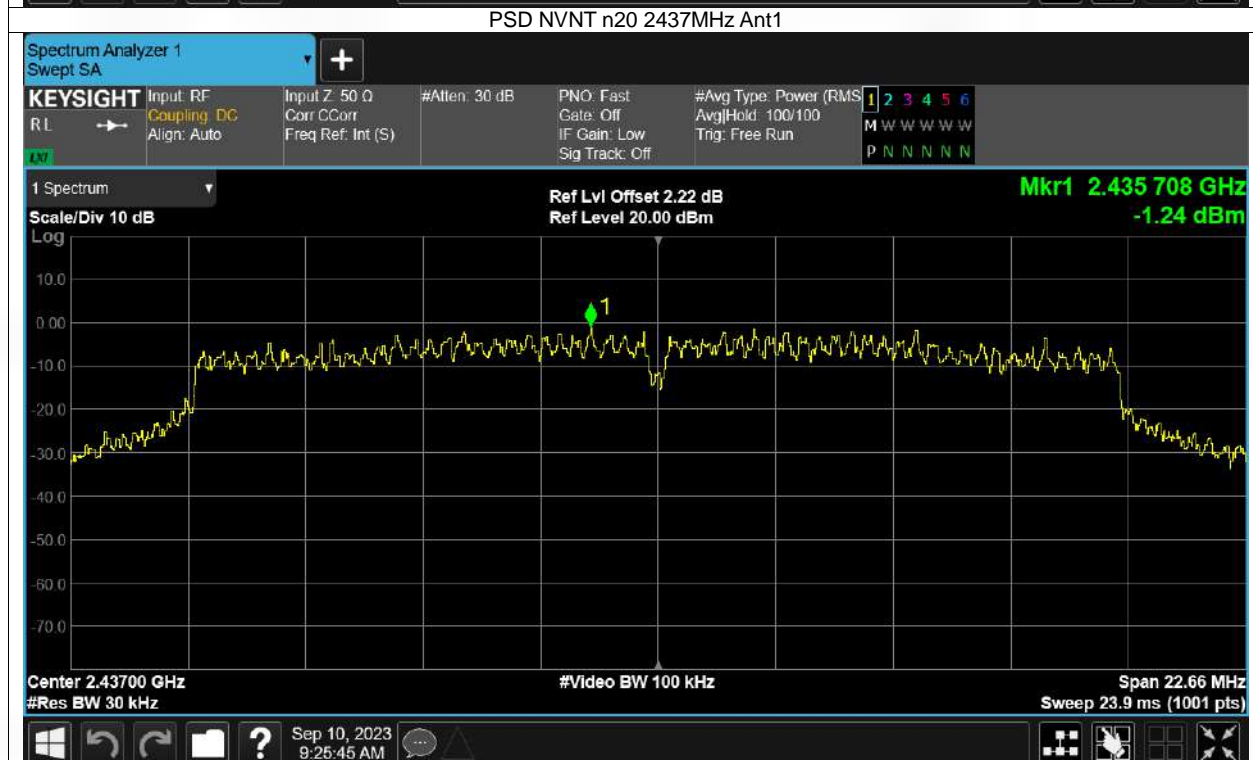 PSD NVNT n20 2437MHz Ant1
Spectrum Analyzer 1
Swept SA
+
KEYSIGHT Input: RF Input Z: 50 Ω #Atten: 30 dB PNO: Fast #Avg Type: Power (RMS 1 2 3 4 5 6
RL Coupling: DC Corr CCorr Gate: Off Avg|Hold: 100/100 M W W W W W
Align: Auto Freq Ref: Int (S) IF Gain: Low Trig: Free Run P N N N N N
LXI Sig Track: Off
1 Spectrum Ref Lvl Offset 2.22 dB Mkr1 2.435 708 GHz
Scale/Div 10 dB Ref Level 20.00 dBm -1.24 dBm
Log
10.0
1
0.00
-10.0
-20.0
-30.0
-40.0
-50.0
-60.0
-70.0
Center 2.43700 GHz #Video BW 100 kHz Span 22.66 MHz
#Res BW 30 kHz Sweep 23.9 ms (1001 pts)
? Sep 10, 2023
9:25:45 AM